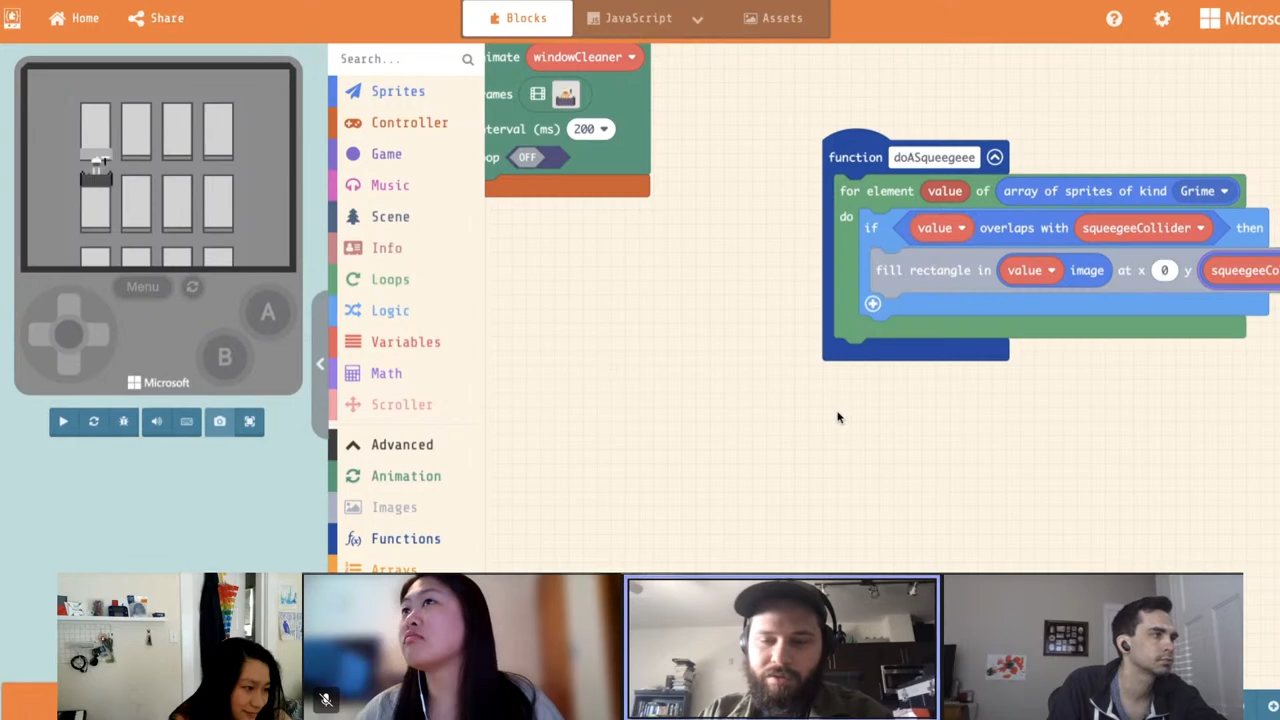 Home
Share
Blocks
JavaScript
Assets
Microso
Menu
A
B
Microsoft
Search...
Sprites
Controller
Game
Music
Scene
Info
Loops
Logic
Variables
Math
Scroller
Advanced
Animation
Images
Functions
Arrays
imate windowCleaner
ames
terval (ms) 200
op OFF
function doASqueegeee
for element value of array of sprites of kind Grime
do
if value overlaps with squeegeeCollider then
fill rectangle in value image at x 0 y squeegeeCo